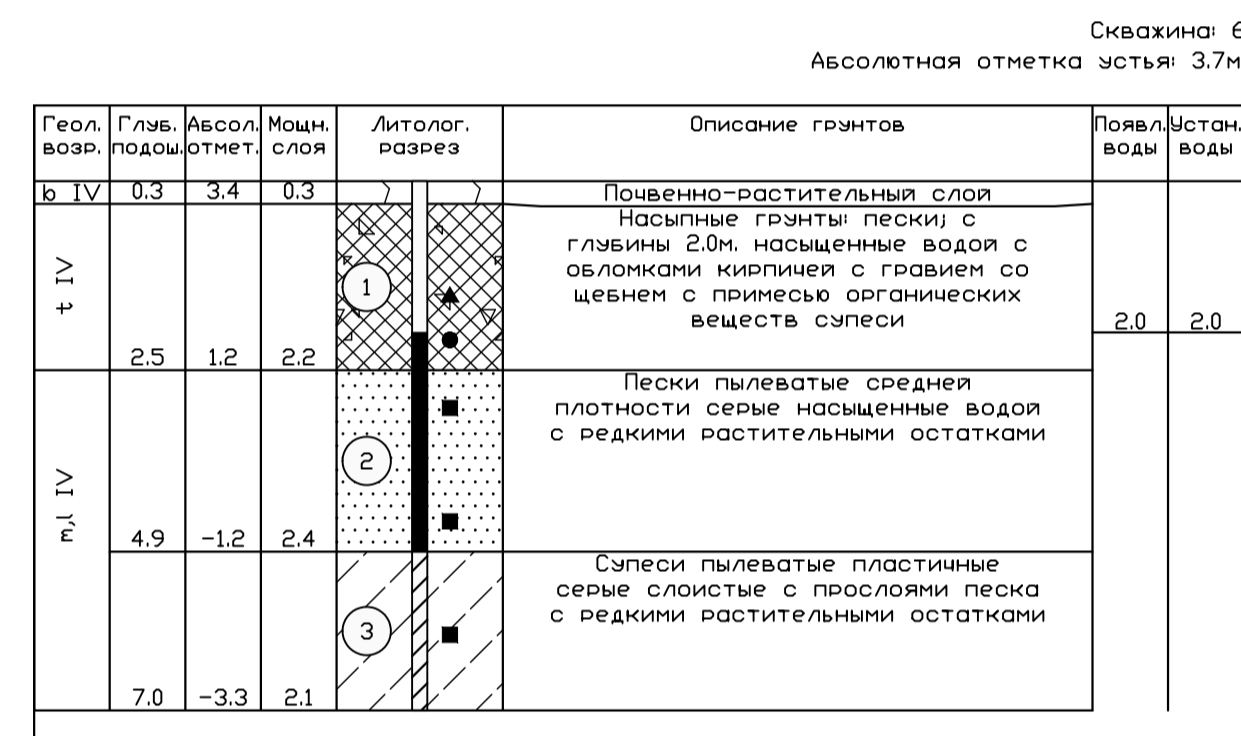 Скважина: 6
Абсолютная отметка устья: 3.7м
Геол. возр.
Глуб. подош.
Абсол. отмет.
Мощн. слоя
Литолог. разрез
Описание грунтов
Появл. воды
Устан. воды
b IV 0.3 3.4 0.3 Почвенно-растительный слой
t IV
1
Насыпные грунты: пески; с
глубины 2.0м. насыщенные водой с
обломками кирпичей с гравием со
щебнем с примесью органических
веществ супеси
2.0 2.0
2.5 1.2 2.2
m,l IV
2
Пески пылеватые средней
плотности серые насыщенные водой
с редкими растительными остатками
4.9 -1.2 2.4
3
Супеси пылеватые пластичные
серые слоистые с прослоями песка
с редкими растительными остатками
7.0 -3.3 2.1